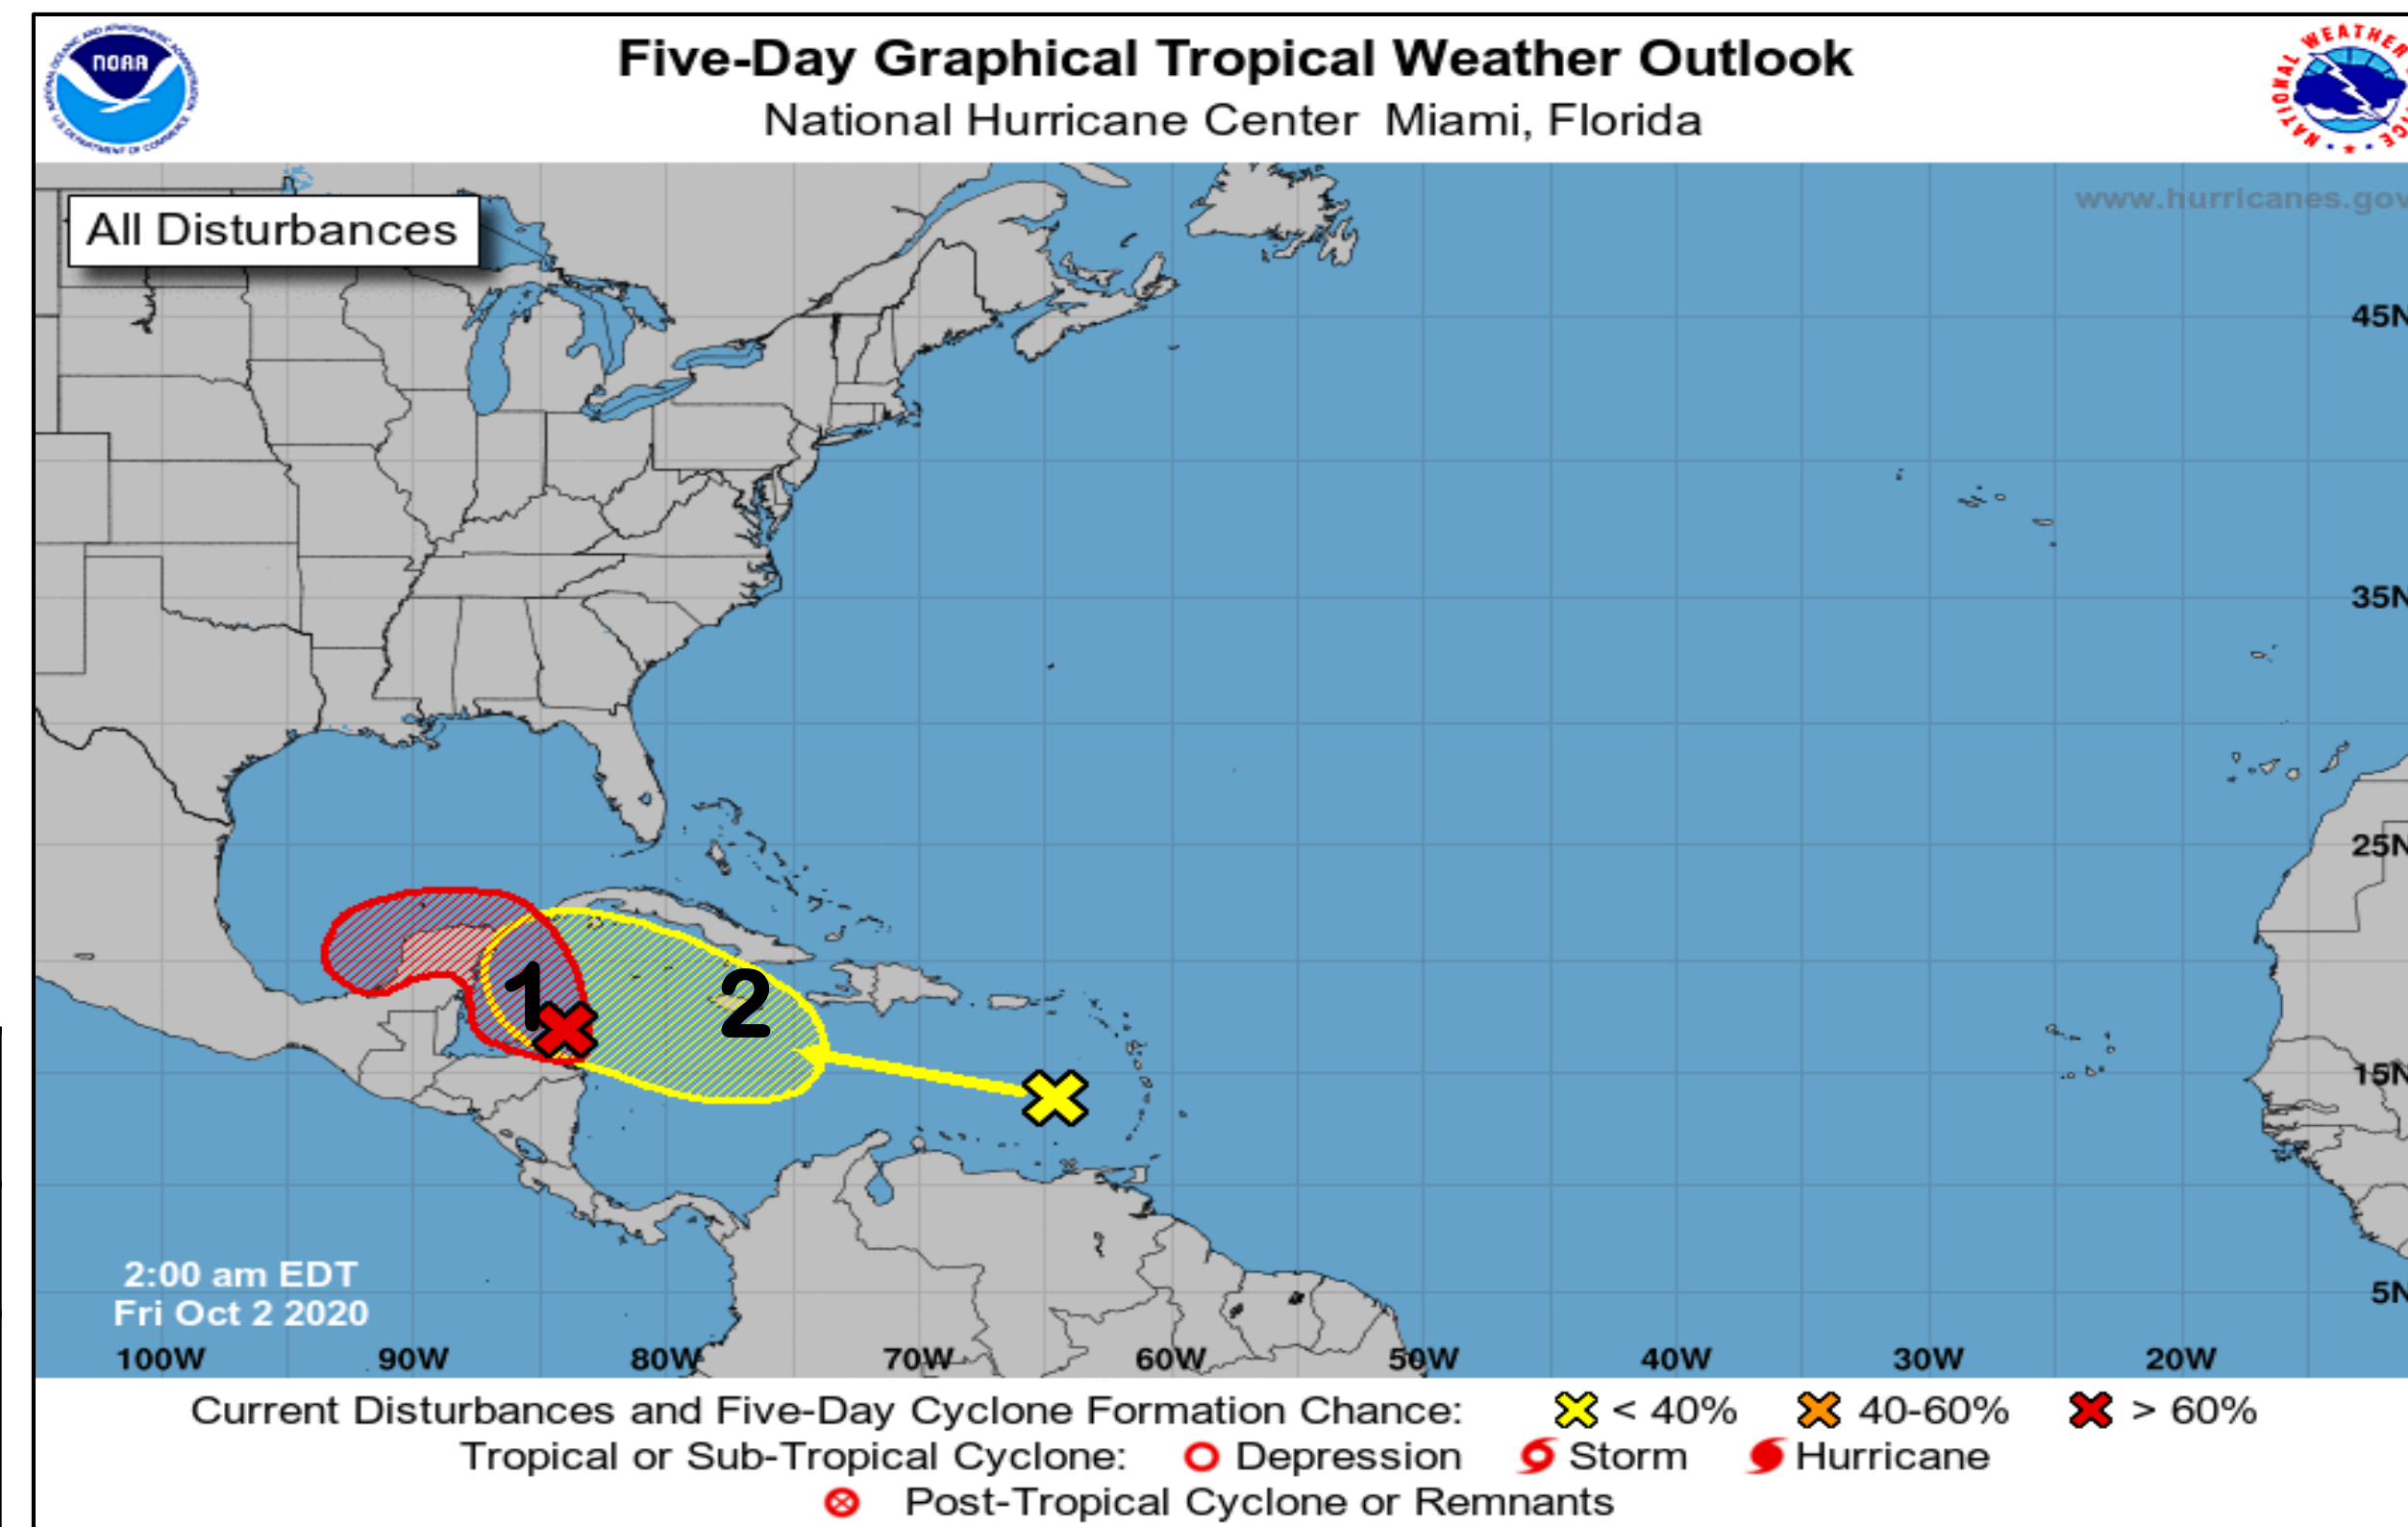 Five-Day Graphical Tropical Weather Outlook
National Hurricane Center Miami, Florida
NOAA
NATIONAL WEATHER
www.hurricanes.gov
All Disturbances
45N
35N
25N
1 2
15N
5N
2:00 am EDT
Fri Oct 2 2020
100W 90W 80W 70W 60W 50W 40W 30W 20W
Current Disturbances and Five-Day Cyclone Formation Chance: < 40% 40-60% > 60%
Tropical or Sub-Tropical Cyclone: Depression Storm Hurricane
Post-Tropical Cyclone or Remnants